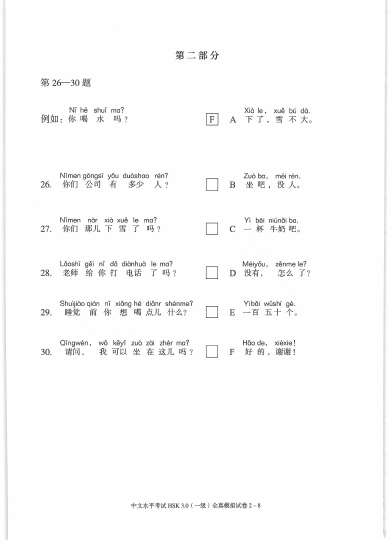 第二部分
第 26—30 题
Nǐ hē shuǐ ma? Xià le, xuě bú dà.
例如：你 喝 水 吗？ F A 下 了，雪 不 大。
Nǐmen gōngsī yǒu duōshao rén? Zuò ba, méi rén.
26. 你们 公司 有 多少 人？ B 坐 吧，没 人。
Nǐmen nàr xià xuě le ma? Yì bēi niúnǎi ba.
27. 你们 那儿 下 雪 了 吗？ C 一 杯 牛奶 吧。
Lǎoshī gěi nǐ dǎ diànhuà le ma? Méiyǒu, zěnme le?
28. 老师 给 你 打 电话 了 吗？ D 没有， 怎么 了？
Shuìjiào qián nǐ xiǎng hē diǎnr shénme? Yìbǎi wǔshí gè.
29. 睡觉 前 你 想 喝 点儿 什么？ E 一百 五十 个。
Qǐngwèn, wǒ kěyǐ zuò zài zhèr ma? Hǎo de, xièxie!
30. 请问， 我 可以 坐 在 这儿 吗？ F 好 的，谢谢！
中文水平考试 HSK 3.0（一级）全真模拟试卷 2－8